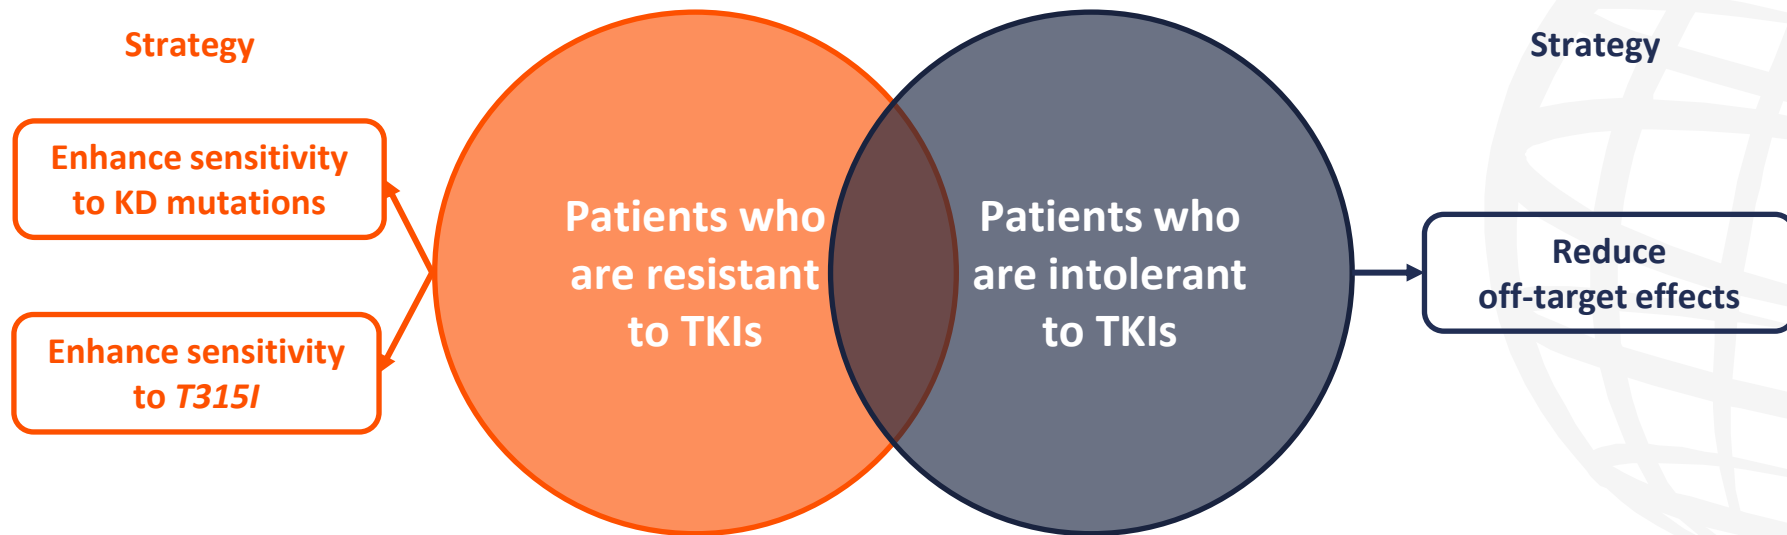 Strategy
Enhance sensitivity
to KD mutations
Enhance sensitivity
to T315I
Patients who
are resistant
to TKIs
Patients who
are intolerant
to TKIs
Strategy
Reduce
off-target effects